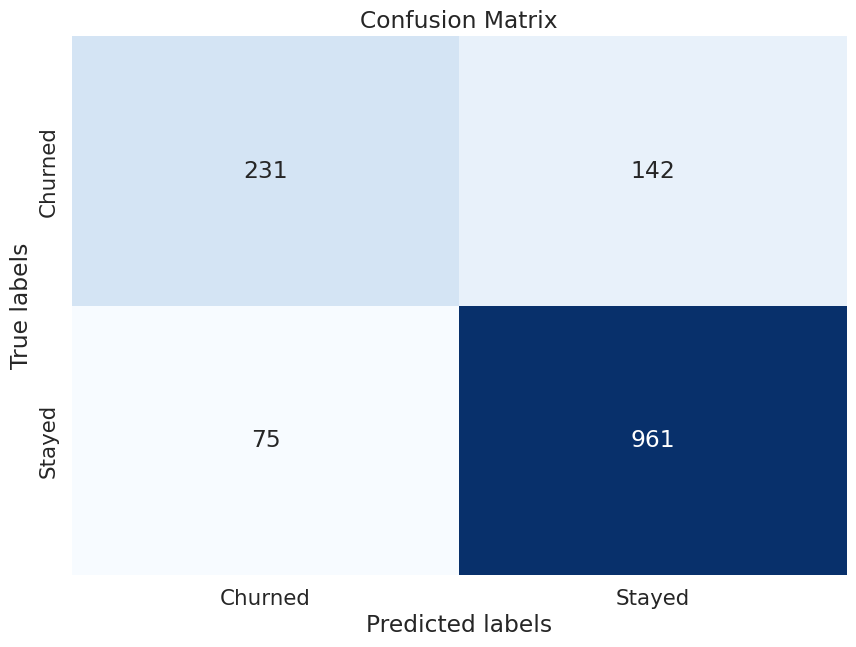 Confusion Matrix
True labels
Churned
231
142
Stayed
75
961
Churned
Stayed
Predicted labels